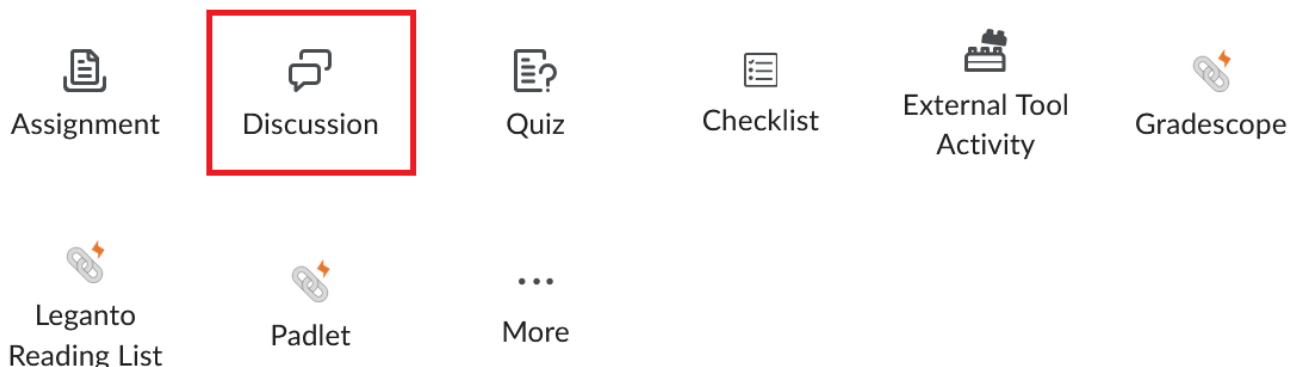 Assignment
Discussion
Quiz
Checklist
External Tool
Activity
Gradescope
Leganto
Reading List
Padlet
More